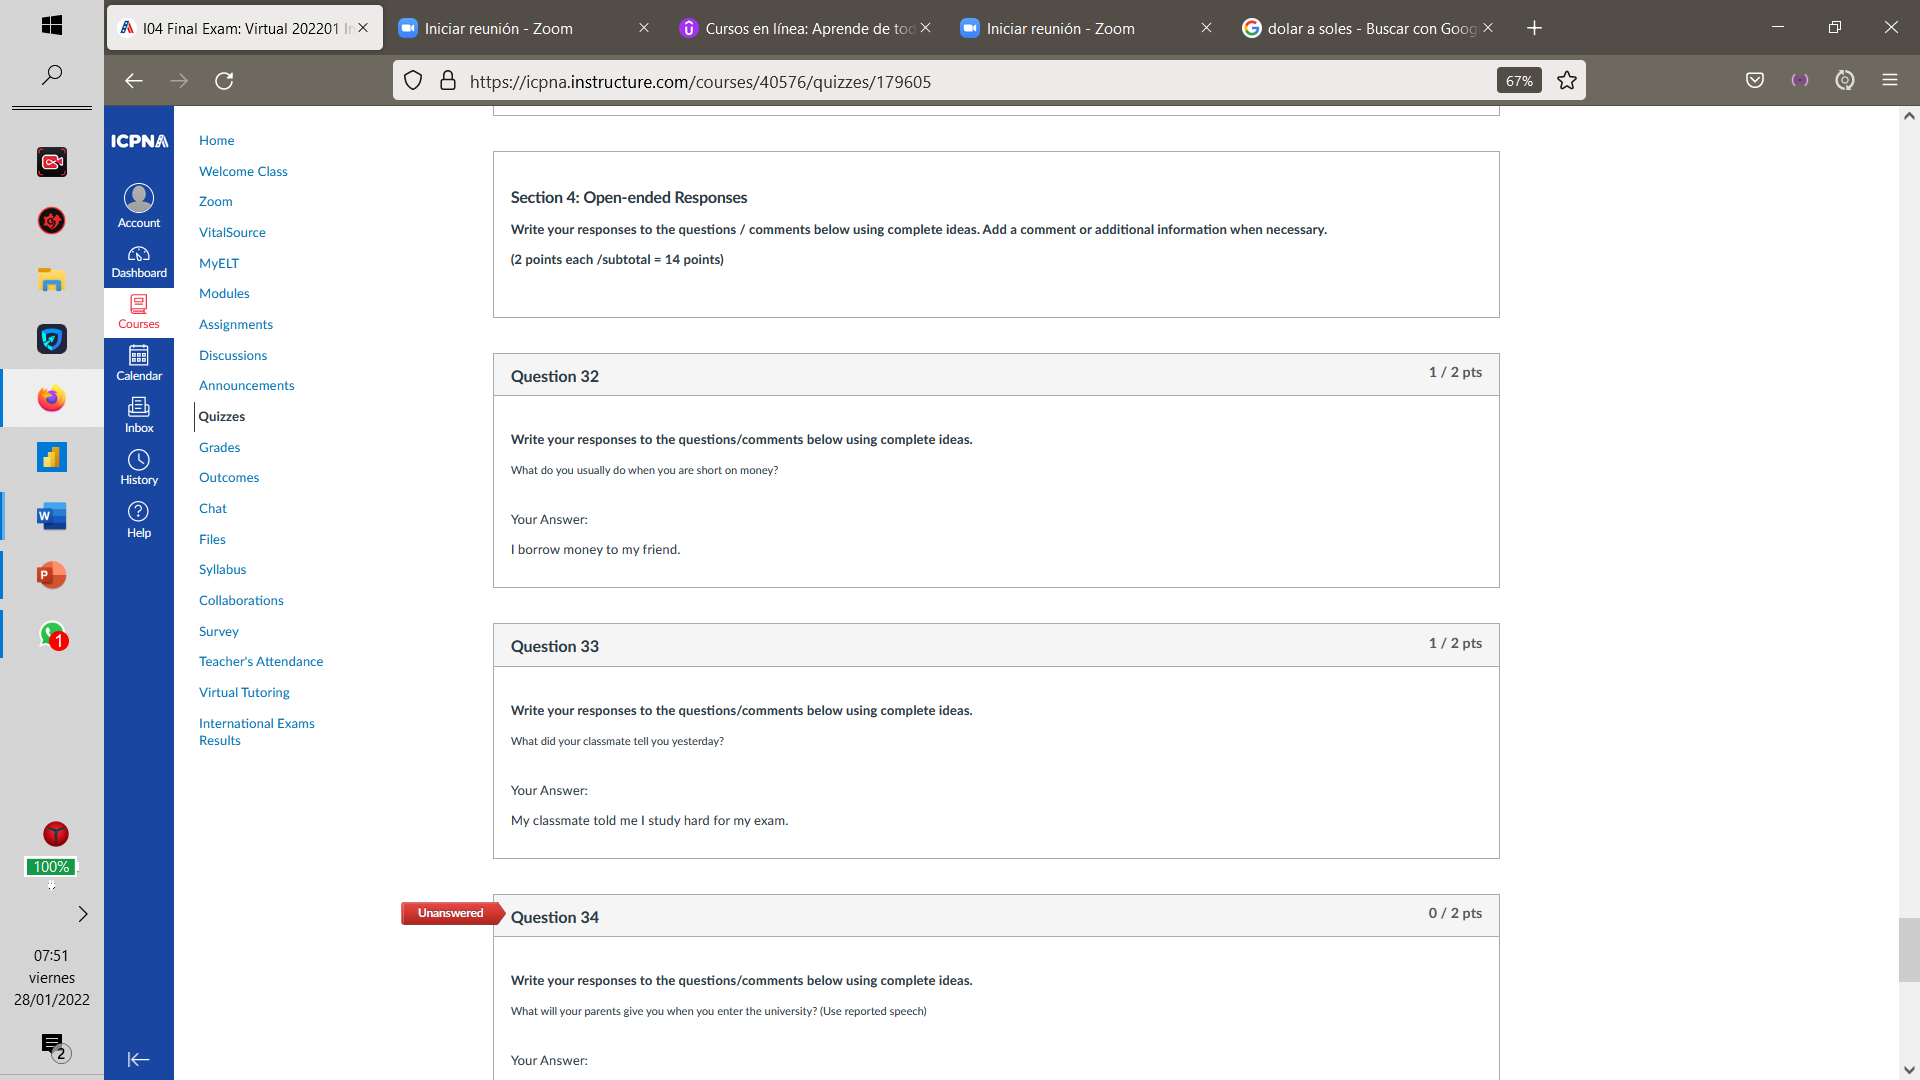 I04 Final Exam: Virtual 202201 I
Iniciar reunión - Zoom
Cursos en línea: Aprende de tod
Iniciar reunión - Zoom
dolar a soles - Buscar con Goog
https://icpna.instructure.com/courses/40576/quizzes/179605
67%
ICPNA
Account
Dashboard
Courses
Calendar
Inbox
History
Help
Home
Welcome Class
Zoom
VitalSource
MyELT
Modules
Assignments
Discussions
Announcements
Quizzes
Grades
Outcomes
Chat
Files
Syllabus
Collaborations
Survey
Teacher's Attendance
Virtual Tutoring
International Exams
Results
Section 4: Open-ended Responses
Write your responses to the questions / comments below using complete ideas. Add a comment or additional information when necessary.
(2 points each /subtotal = 14 points)
Question 32
1 / 2 pts
Write your responses to the questions/comments below using complete ideas.
What do you usually do when you are short on money?
Your Answer:
I borrow money to my friend.
Question 33
1 / 2 pts
Write your responses to the questions/comments below using complete ideas.
What did your classmate tell you yesterday?
Your Answer:
My classmate told me I study hard for my exam.
Unanswered
Question 34
0 / 2 pts
Write your responses to the questions/comments below using complete ideas.
What will your parents give you when you enter the university? (Use reported speech)
Your Answer:
W
P
1
100%
07:51
viernes
28/01/2022
2